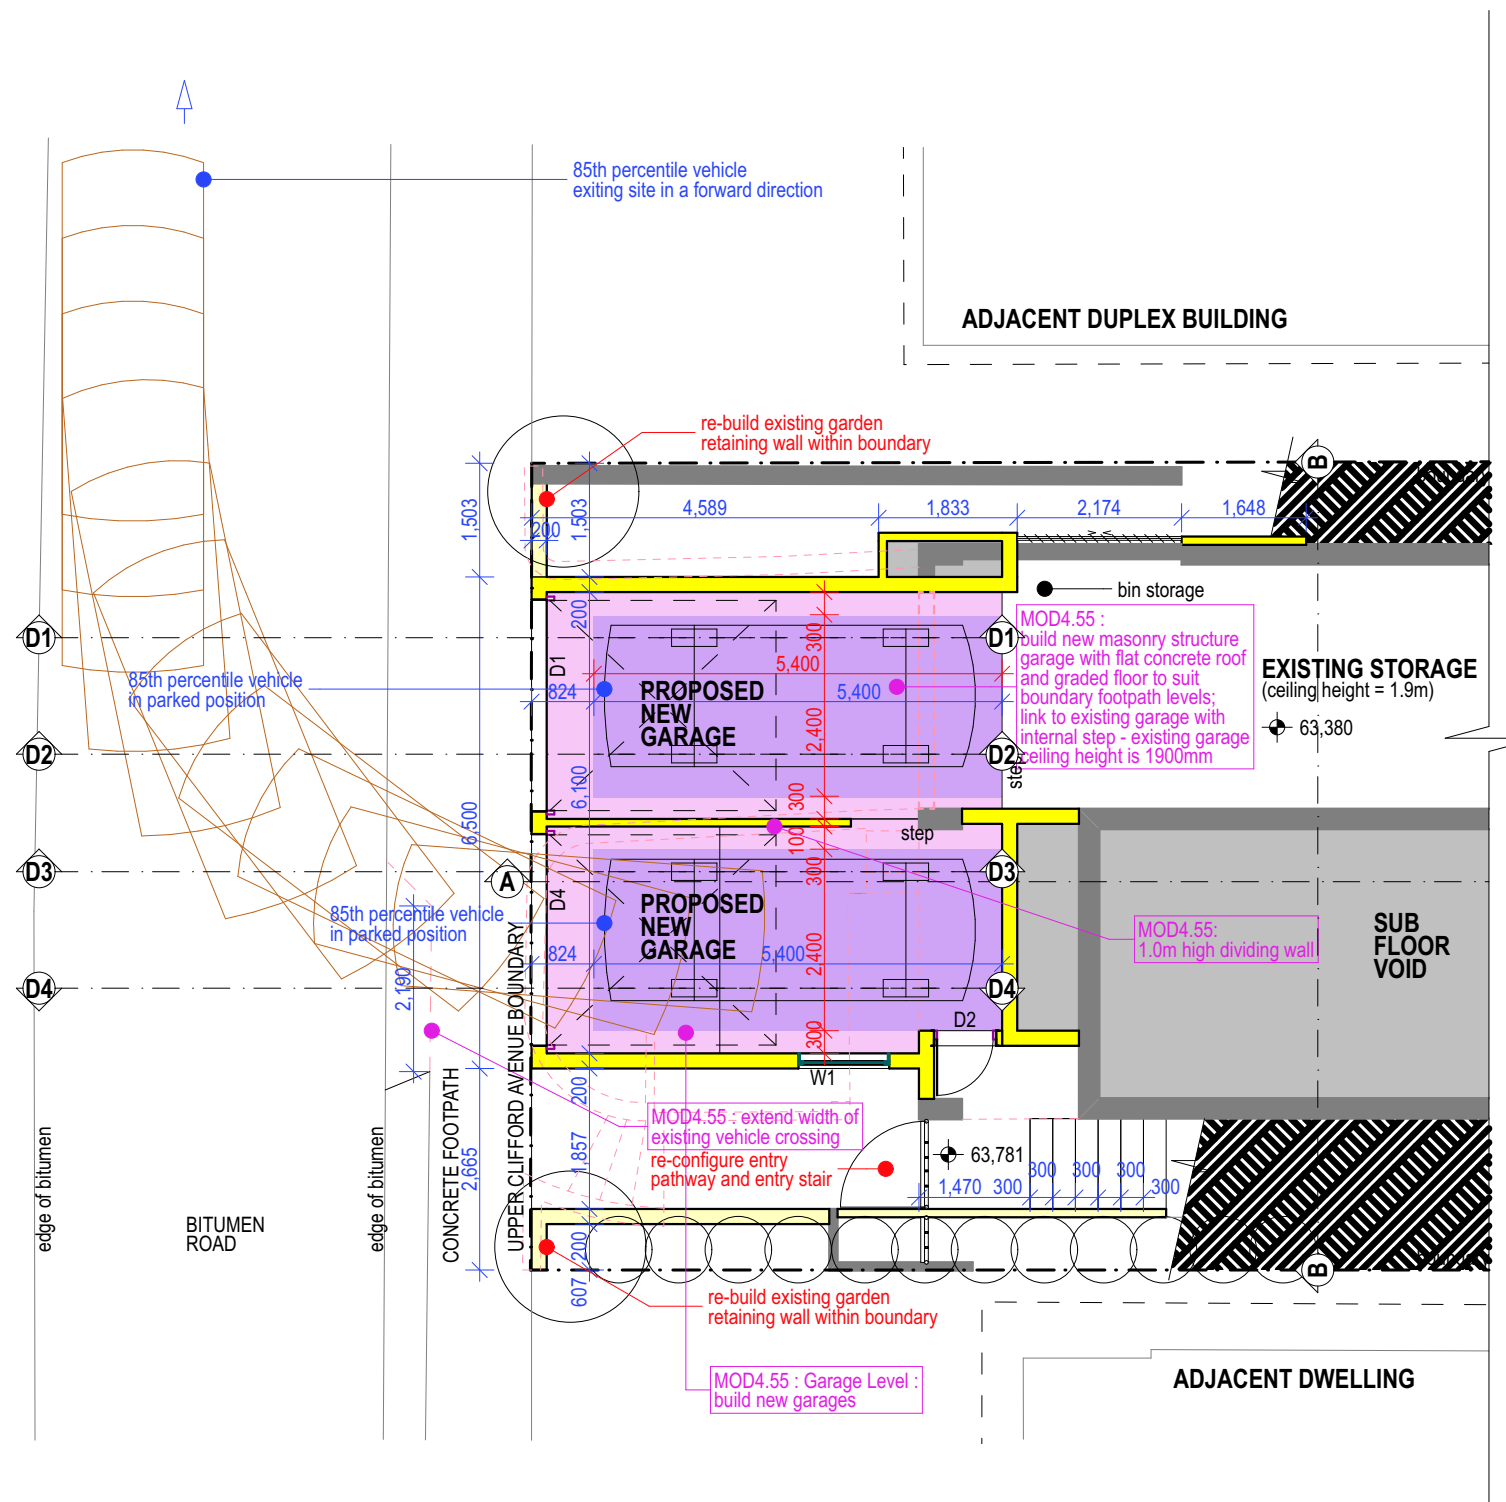 85th percentile vehicle
exiting site in a forward direction
ADJACENT DUPLEX BUILDING
re-build existing garden
retaining wall within boundary
B
1,503
1,503
200
4,589
1,833
2,174
1,648
bin storage
200
300
D1
D1
D1
5,400
824
5,400
85th percentile vehicle
in parked position
PROPOSED
NEW
GARAGE
MOD4.55 :
build new masonry structure
garage with flat concrete roof
and graded floor to suit
boundary footpath levels;
link to existing garage with
internal step - existing garage
ceiling height is 1900mm
EXISTING STORAGE
(ceiling height = 1.9m)
63,380
2,400
D2
D2
step
6,100
300
6,500
100
step
300
D3
D3
A
D4
85th percentile vehicle
in parked position
PROPOSED
NEW
GARAGE
824
5,400
2,400
MOD4.55:
1.0m high dividing wall
SUB
FLOOR
VOID
2,190
D4
D4
D2
300
W1
200
MOD4.55 : extend width of
existing vehicle crossing
re-configure entry
pathway and entry stair
63,781
300
300
300
1,470
300
300
1,857
2,665
edge of bitumen
BITUMEN
ROAD
edge of bitumen
CONCRETE FOOTPATH
UPPER CLIFFORD AVENUE BOUNDARY
200
607
B
re-build existing garden
retaining wall within boundary
MOD4.55 : Garage Level :
build new garages
ADJACENT DWELLING